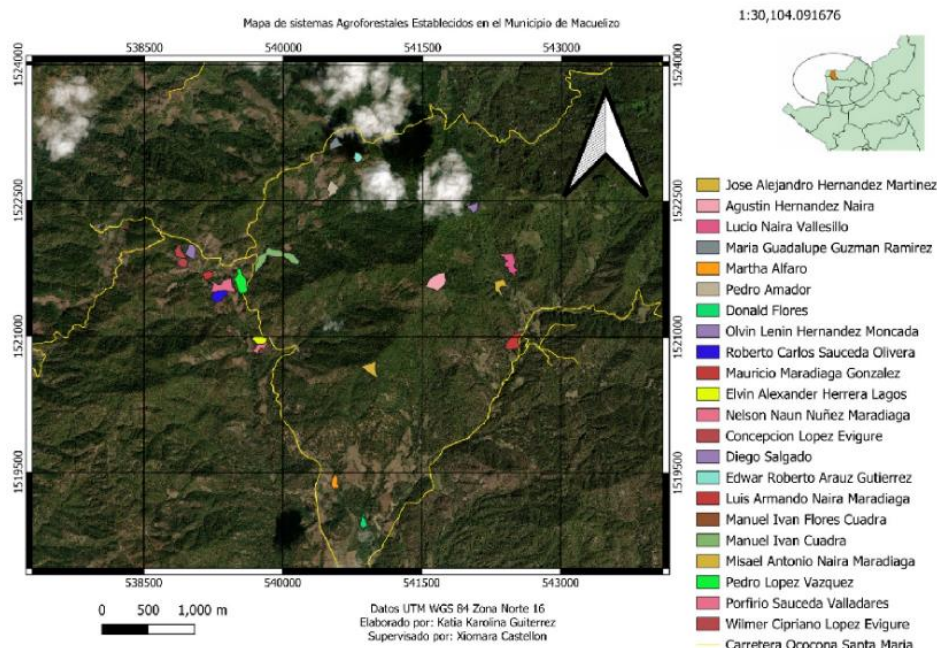 Mapa de sistemas Agroforestales Establecidos en el Municipio de Macuelizo
1:30,104.091676
538500 540000 541500 543000
1524000 1524000
1522500 1522500
1521000 1521000
1519500 1519500
538500 540000 541500 543000
0 500 1,000 m
Datos UTM WGS 84 Zona Norte 16
Elaborado por: Katia Karolina Guiterrez
Supervisado por: Xiomara Castellon
Jose Alejandro Hernandez Martinez
Agustin Hernandez Naira
Lucio Naira Vallesillo
Maria Guadalupe Guzman Ramirez
Martha Alfaro
Pedro Amador
Donald Flores
Olvin Lenin Hernandez Moncada
Roberto Carlos Sauceda Olivera
Mauricio Maradiaga Gonzalez
Elvin Alexander Herrera Lagos
Nelson Naun Nuñez Maradiaga
Concepcion Lopez Evigure
Diego Salgado
Edwar Roberto Arauz Gutierrez
Luis Armando Naira Maradiaga
Manuel Ivan Flores Cuadra
Manuel Ivan Cuadra
Misael Antonio Naira Maradiaga
Pedro Lopez Vazquez
Porfirio Sauceda Valladares
Wilmer Cipriano Lopez Evigure
Carretera Ococona Santa Maria